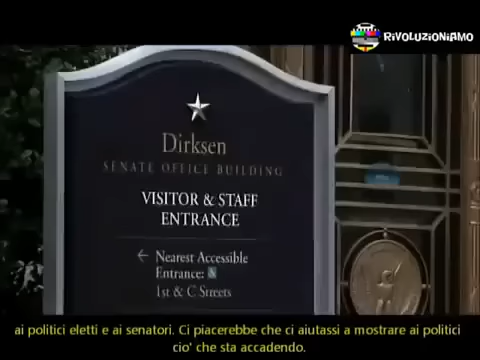 RiVOLUZIONiAMO
Dirksen
SENATE OFFICE BUILDING
VISITOR & STAFF
ENTRANCE
← Nearest Accessible
Entrance: ♿
1st & C Streets
ai politici eletti e ai senatori. Ci piacerebbe che ci aiutassi a mostrare ai politici
cio' che sta accadendo.